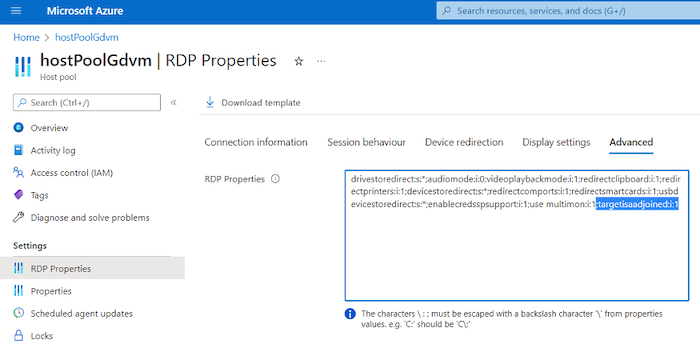 Microsoft Azure
Search resources, services, and docs (G+/)
Home > hostPoolGdvm
hostPoolGdvm | RDP Properties
Host pool
Search (Ctrl+/)
Overview
Activity log
Access control (IAM)
Tags
Diagnose and solve problems
Settings
RDP Properties
Properties
Scheduled agent updates
Locks
Download template
Connection information Session behaviour Device redirection Display settings Advanced
RDP Properties
drivestoredirect:s:*;audiomode:i:0;videoplaybackmode:i:1;redirectclipboard:i:1;redir
ectprinters:i:1;devicestoredirect:s:*;redirectcomports:i:1;redirectsmartcards:i:1;usbd
evicestoredirect:s:*;enablecredsspsupport:i:1;use multimon:i:1;targetisaadjoined:i:1
The characters \ : ; must be escaped with a backslash character '\' from properties
values. e.g. 'C:' should be 'C\:'